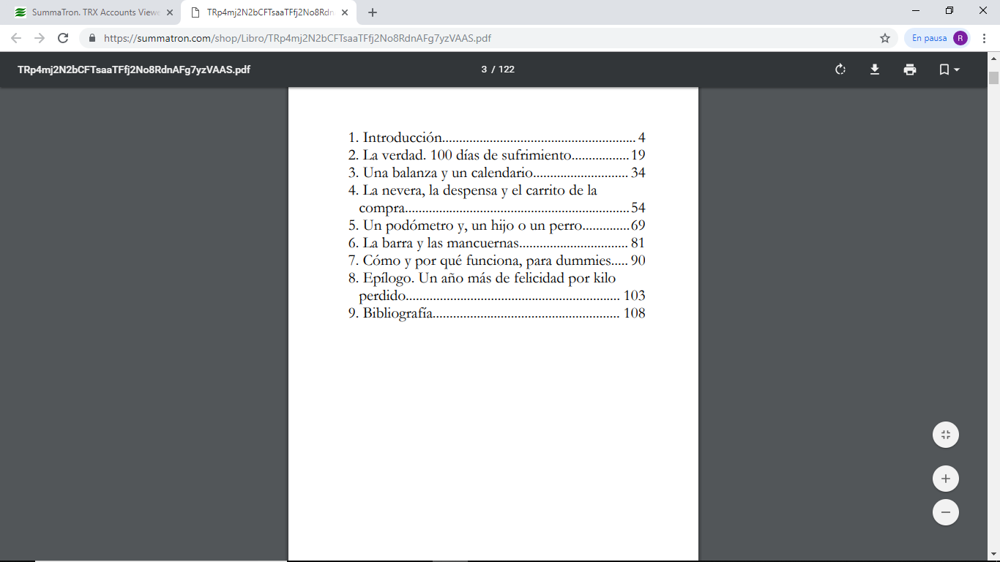 SummaTron. TRX Accounts Viewe
TRp4mj2N2bCFTsaaTFfj2No8Rdn
https://summatron.com/shop/Libro/TRp4mj2N2bCFTsaaTFfj2No8RdnAFg7yzVAAS.pdf
En pausa
R
TRp4mj2N2bCFTsaaTFfj2No8RdnAFg7yzVAAS.pdf
3 / 122
1. Introducción........................................................ 4
2. La verdad. 100 días de sufrimiento................. 19
3. Una balanza y un calendario............................ 34
4. La nevera, la despensa y el carrito de la
compra.................................................................. 54
5. Un podómetro y, un hijo o un perro.............. 69
6. La barra y las mancuernas................................ 81
7. Cómo y por qué funciona, para dummies..... 90
8. Epílogo. Un año más de felicidad por kilo
perdido............................................................... 103
9. Bibliografía....................................................... 108